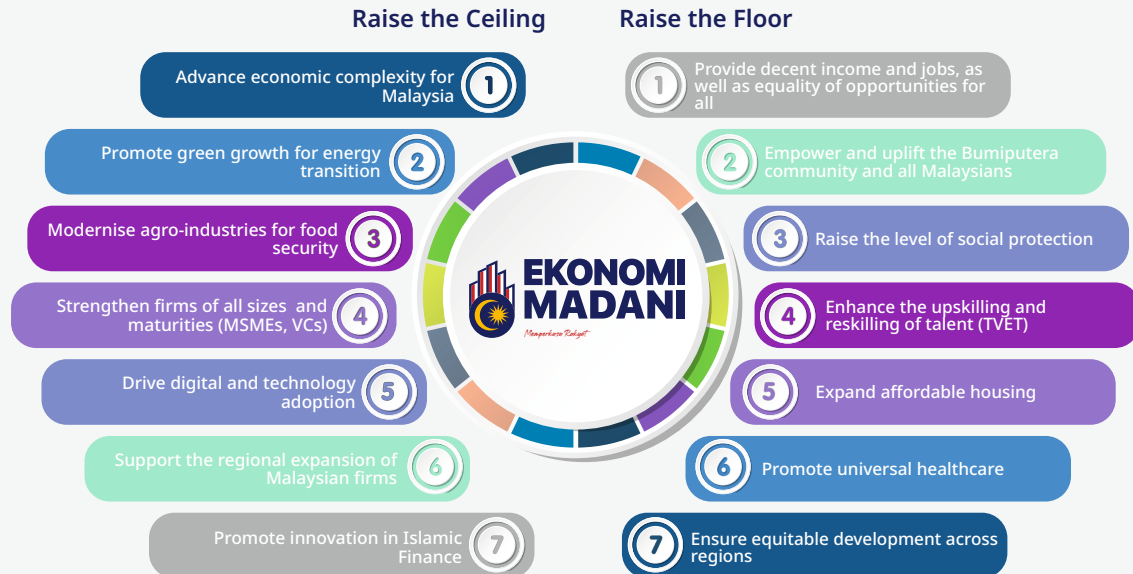 Raise the Ceiling
1
Advance economic complexity for
Malaysia
2
Promote green growth for energy
transition
3
Modernise agro-industries for food
security
4
Strengthen firms of all sizes  and
maturities (MSMEs, VCs)
5
Drive digital and technology
adoption
6
Support the regional expansion of
Malaysian firms
7
Promote innovation in Islamic
Finance
EKONOMI
MADANI
Memperkasa Rakyat
Raise the Floor
1
Provide decent income and jobs, as
well as equality of opportunities for
all
2
Empower and uplift the Bumiputera
community and all Malaysians
3
Raise the level of social protection
4
Enhance the upskilling and
reskilling of talent (TVET)
5
Expand affordable housing
6
Promote universal healthcare
7
Ensure equitable development across
regions